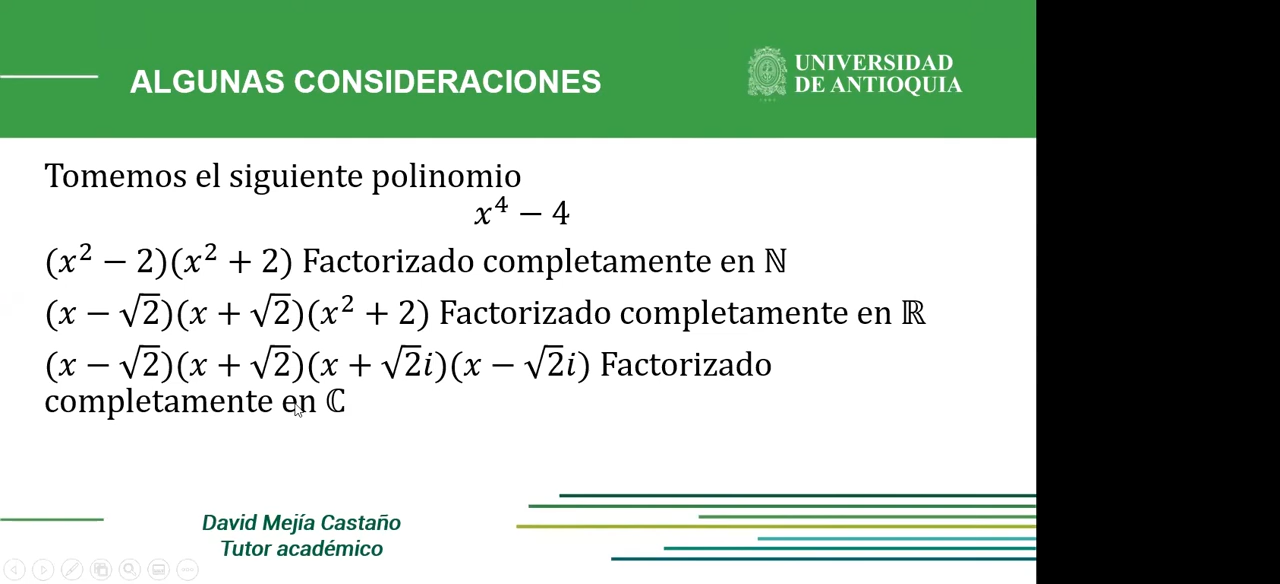 ALGUNAS CONSIDERACIONES
UNIVERSIDAD
DE ANTIOQUIA
1803
Tomemos el siguiente polinomio
x⁴ − 4
(x² − 2)(x² + 2) Factorizado completamente en ℕ
(x − √2)(x + √2)(x² + 2) Factorizado completamente en ℝ
(x − √2)(x + √2)(x + √2i)(x − √2i) Factorizado
completamente en ℂ
David Mejía Castaño
Tutor académico